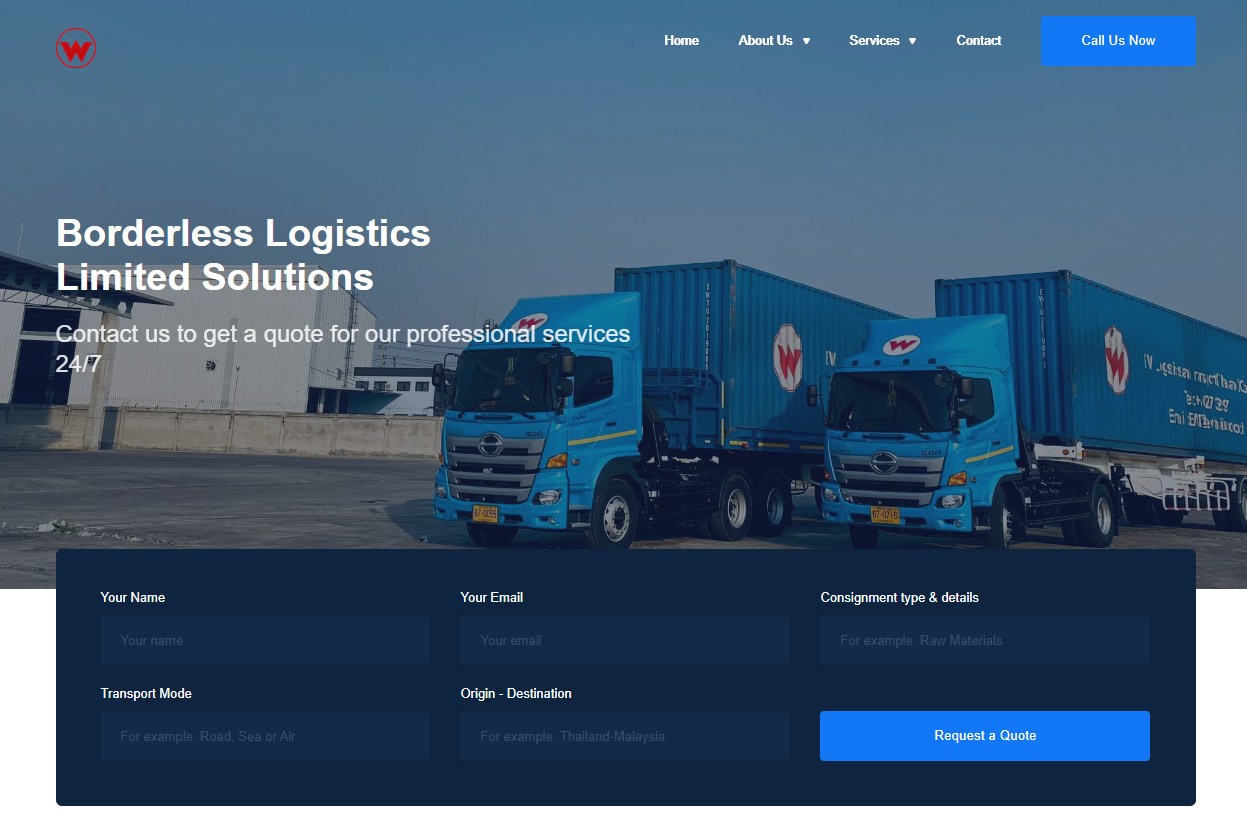 W
Home
About Us
Services
Contact
Call Us Now
Borderless Logistics
Limited Solutions
Contact us to get a quote for our professional services
24/7
W
W
W
W
Your Name
Your Email
Consignment type & details
Your name
Your email
For example: Raw Materials
Transport Mode
Origin - Destination
For example: Road, Sea or Air
For example: Thailand-Malaysia
Request a Quote